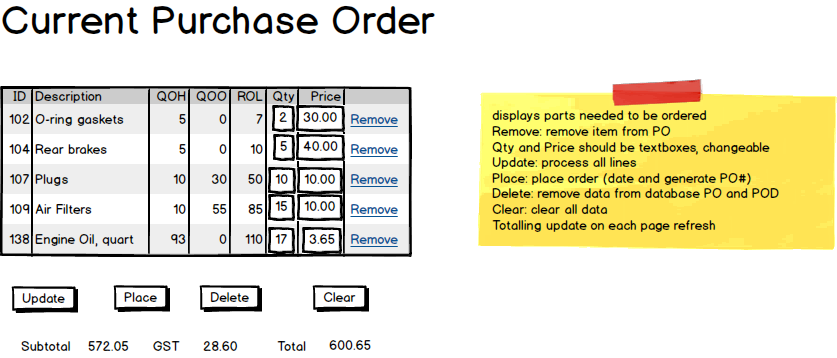 Current Purchase Order
ID Description QOH QOO ROL Qty Price
102 O-ring gaskets 5 0 7 2 30.00 Remove
104 Rear brakes 5 0 10 5 40.00 Remove
107 Plugs 10 30 50 10 10.00 Remove
109 Air Filters 10 55 85 15 10.00 Remove
138 Engine Oil, quart 93 0 110 17 3.65 Remove
Update Place Delete Clear
Subtotal 572.05 GST 28.60 Total 600.65
displays parts needed to be ordered
Remove: remove item from PO
Qty and Price should be textboxes, changeable
Update: process all lines
Place: place order (date and generate PO#)
Delete: remove data from database PO and POD
Clear: clear all data
Totalling update on each page refresh